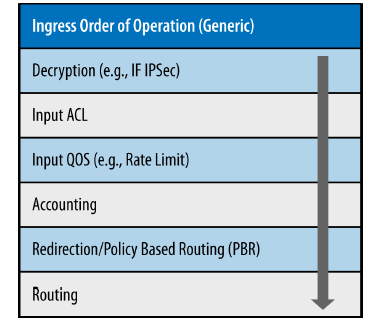 Ingress Order of Operation (Generic)
Decryption (e.g., IF IPSec)
Input ACL
Input QOS (e.g., Rate Limit)
Accounting
Redirection/Policy Based Routing (PBR)
Routing